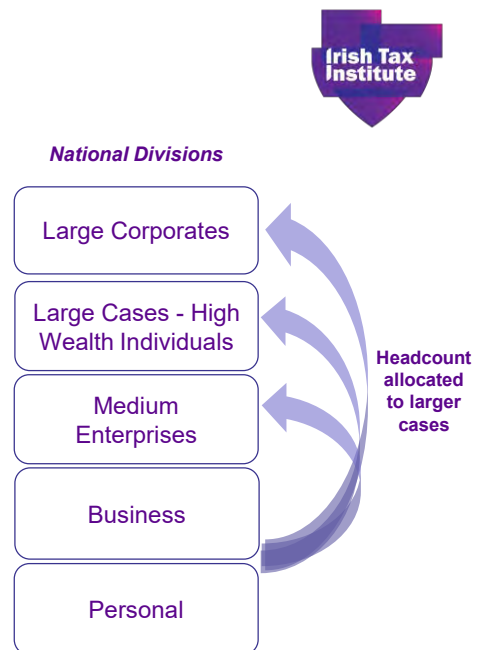 Irish Tax
Institute
National Divisions
Large Corporates
Large Cases - High
Wealth Individuals
Medium
Enterprises
Business
Personal
Headcount
allocated
to larger
cases